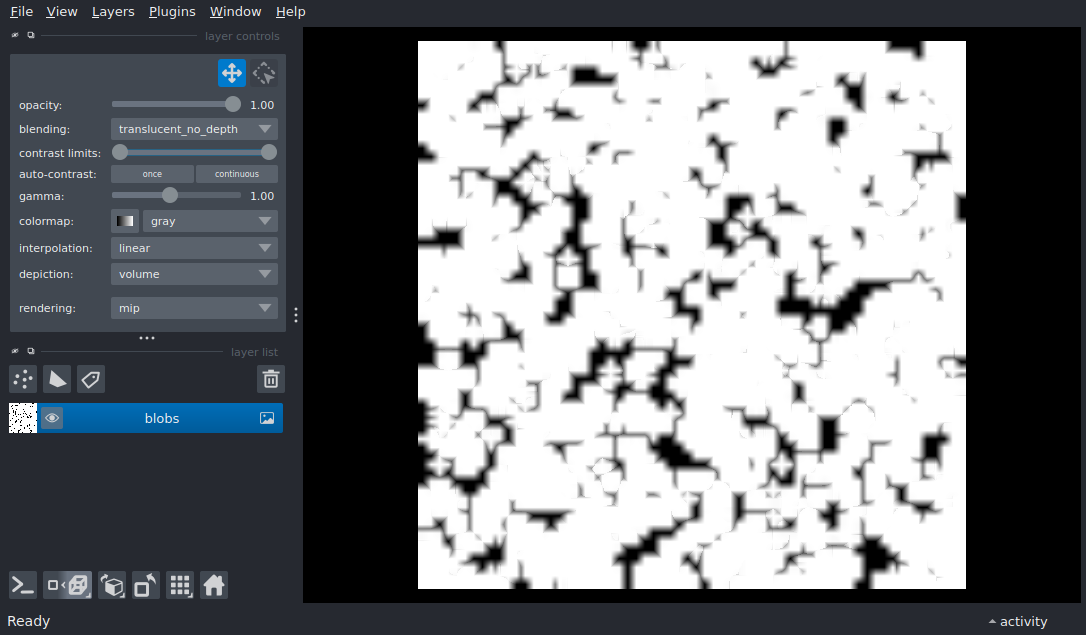 File View Layers Plugins Window Help
layer controls
opacity: 1.00
blending: translucent_no_depth
contrast limits:
auto-contrast: once continuous
gamma: 1.00
colormap: gray
interpolation: linear
depiction: volume
rendering: mip
layer list
blobs
Ready activity